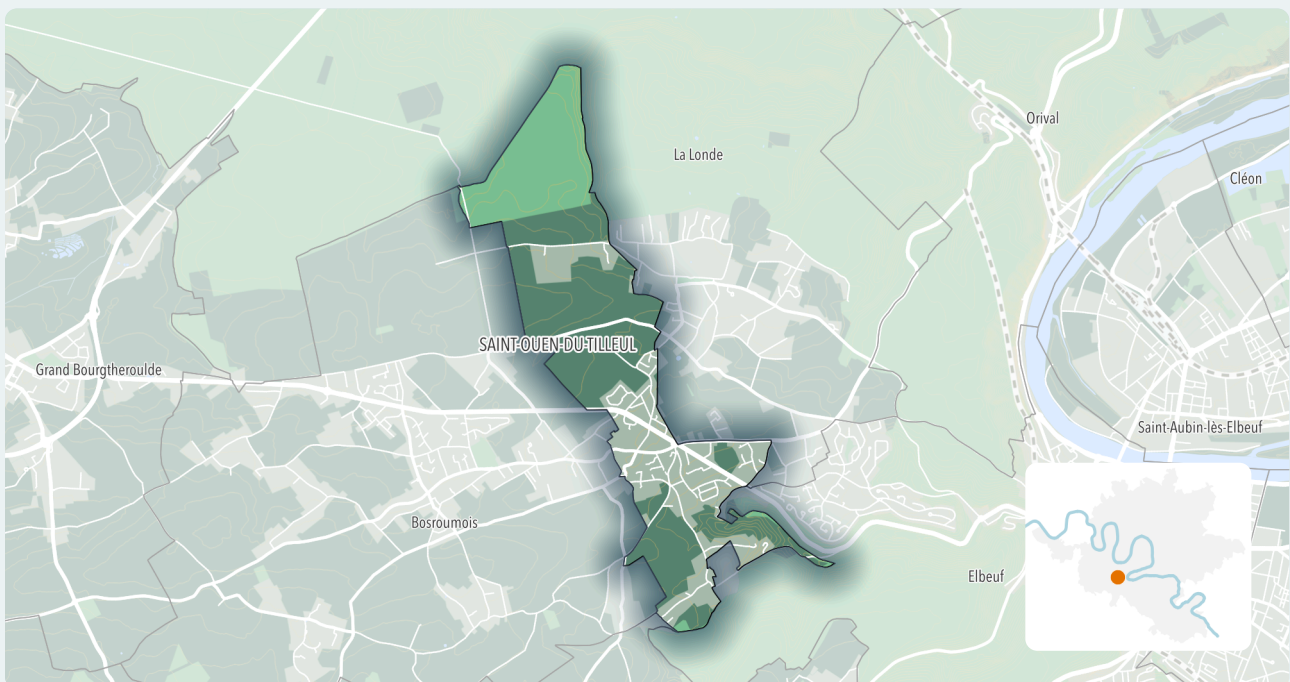 Orival
La Londe
Cléon
SAINT-OUEN-DU-TILLEUL
Grand Bourgtheroulde
Saint-Aubin-lès-Elbeuf
Bosroumois
Elbeuf